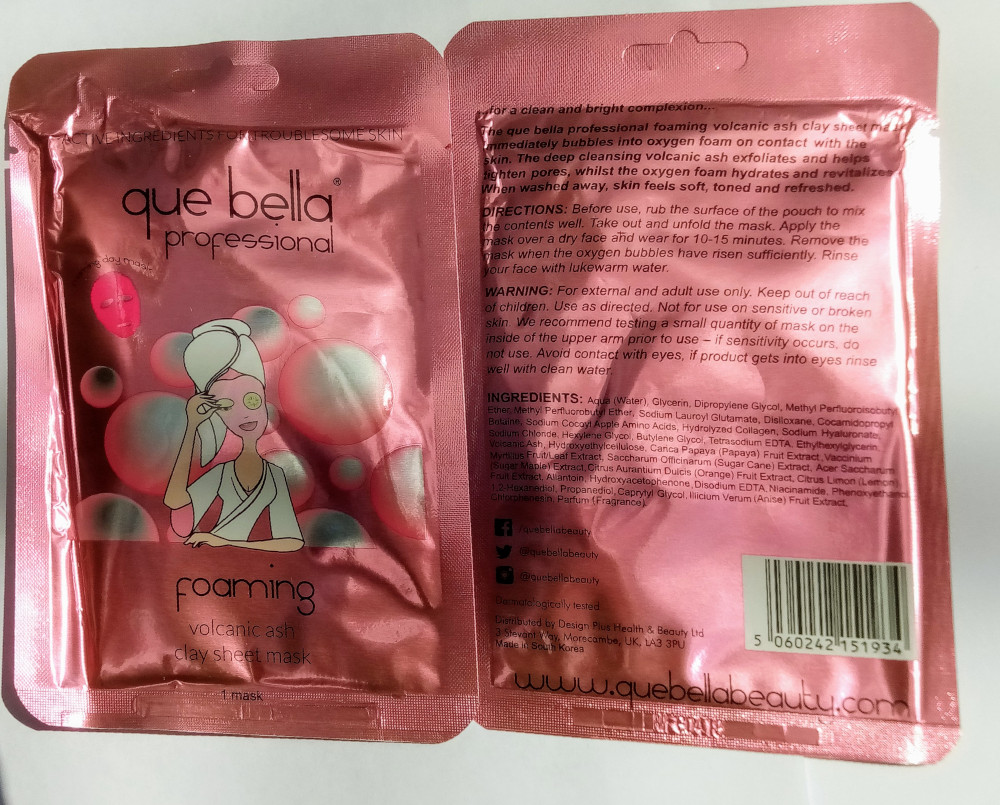 ACTIVE INGREDIENTS FOR TROUBLESOME SKIN
que bella®
professional
day mask
foaming
volcanic ash
clay sheet mask
1 mask
...for a clean and bright complexion...
The que bella professional foaming volcanic ash clay sheet
immediately bubbles into oxygen foam on contact with the
skin. The deep cleansing volcanic ash exfoliates and helps
tighten pores, whilst the oxygen foam hydrates and revitalizes
When washed away, skin feels soft, toned and refreshed.
DIRECTIONS: Before use, rub the surface of the pouch to mix
the contents well. Take out and unfold the mask. Apply the
mask over a dry face and wear for 10-15 minutes. Remove the
mask when the oxygen bubbles have risen sufficiently. Rinse
your face with lukewarm water.
WARNING: For external and adult use only. Keep out of reach
of children. Use as directed. Not for use on sensitive or broken
skin. We recommend testing a small quantity of mask on the
inside of the upper arm prior to use – if sensitivity occurs, do
not use. Avoid contact with eyes, if product gets into eyes rinse
well with clean water.
INGREDIENTS: Aqua (Water), Glycerin, Dipropylene Glycol, Methyl Perfluoroisobutyl
Ether, Methyl Perfluorobutyl Ether, Sodium Lauroyl Glutamate, Disiloxane, Cocamidopropyl
Betaine, Sodium Cocoyl Apple Amino Acids, Hydrolyzed Collagen, Sodium Hyaluronate,
Sodium Chloride, Hexylene Glycol, Butylene Glycol, Tetrasodium EDTA, Ethylhexylglycerin,
Volcanic Ash, Hydroxyethylcellulose, Carica Papaya (Papaya) Fruit Extract, Vaccinium
Myrtillus Fruit/Leaf Extract, Saccharum Officinarum (Sugar Cane) Extract, Acer Saccharum
(Sugar Maple) Extract, Citrus Aurantium Dulcis (Orange) Fruit Extract, Citrus Limon (Lemon)
Fruit Extract, Allantoin, Hydroxyacetophenone, Disodium EDTA, Niacinamide, Phenoxyethanol
1,2-Hexanediol, Propanediol, Caprylyl Glycol, Illicium Verum (Anise) Fruit Extract,
Chlorphenesin, Parfum (Fragrance).
/quebellabeauty
@quebellabeauty
@quebellabeauty
Dermatologically tested
Distributed by Design Plus Health & Beauty Ltd
3 Stevant Way, Morecambe, UK, LA3 3PU
Made in South Korea
5 060242 151934
www.quebellabeauty.com